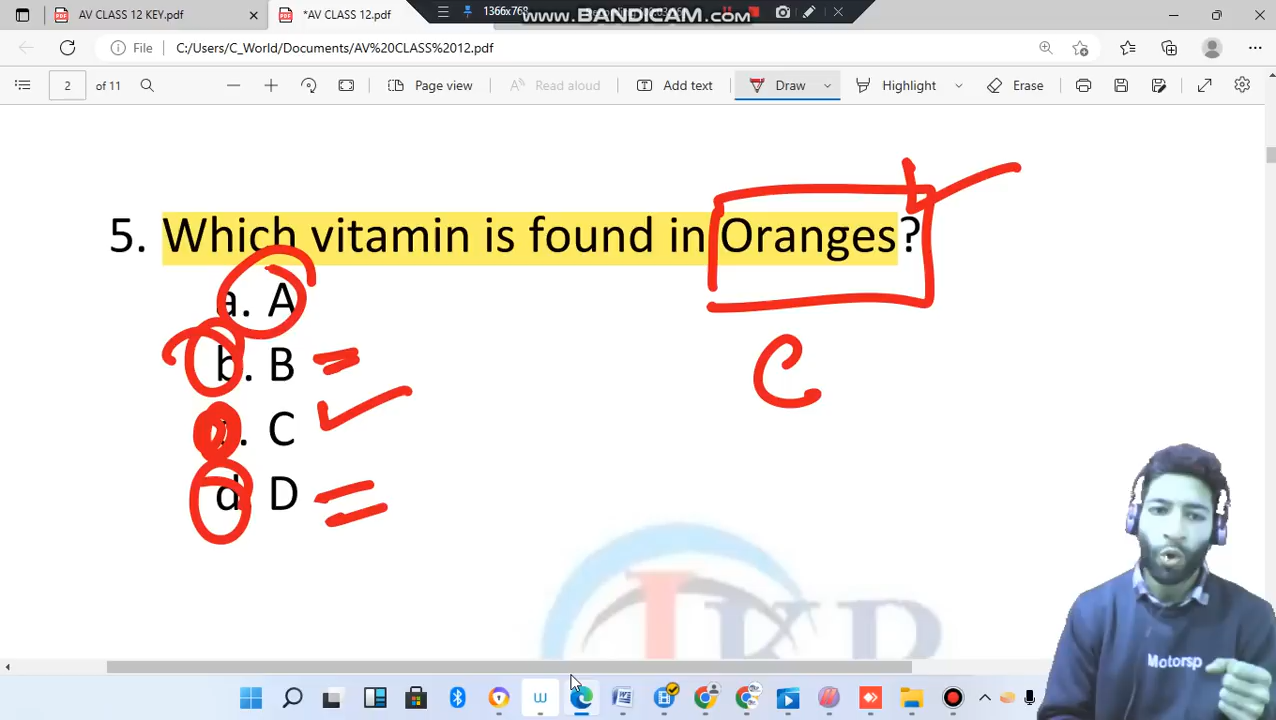 AV CLASS 12 KEY.pdf
*AV CLASS 12.pdf
1366x768
www.BANDICAM.com
File C:/Users/C_World/Documents/AV%20CLASS%2012.pdf
2 of 11 Page view Read aloud Add text Draw Highlight Erase
5. Which vitamin is found in Oranges?
a. A
b. B
C
. C
d. D
IKP
Motorsp